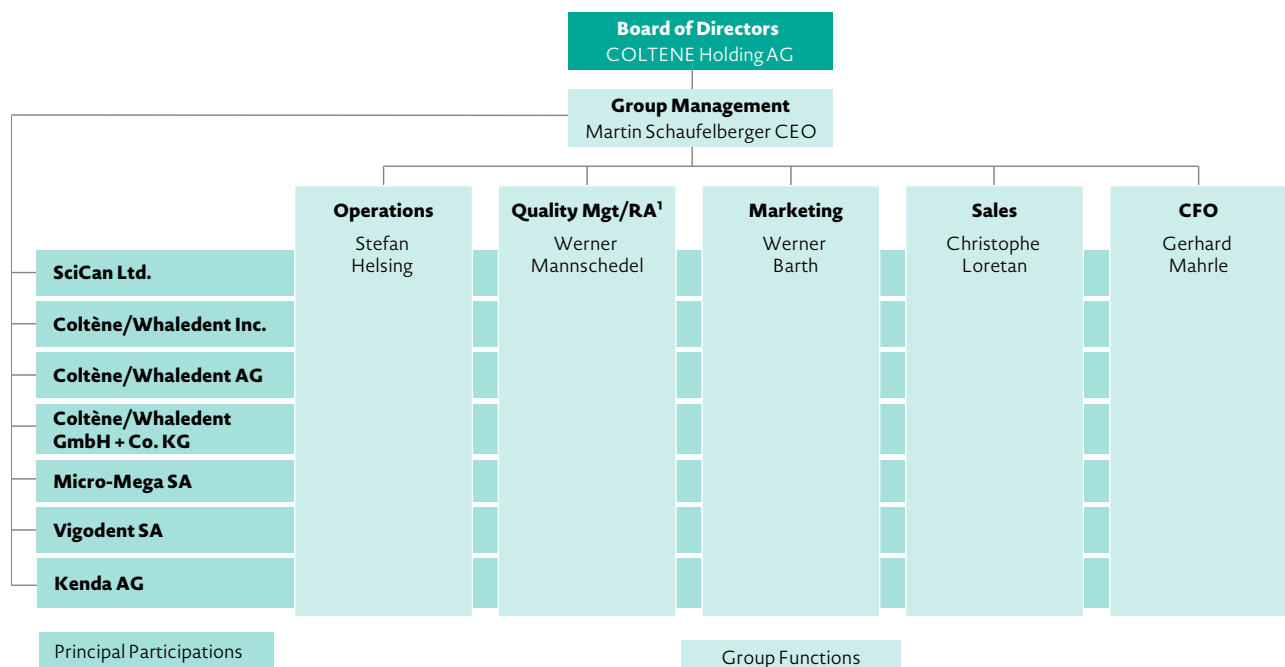 Board of Directors
COLTENE Holding AG
Group Management
Martin Schaufelberger CEO
Operations
Stefan
Helsing
Quality Mgt/RA¹
Werner
Mannschedel
Marketing
Werner
Barth
Sales
Christophe
Loretan
CFO
Gerhard
Mahrle
SciCan Ltd.
Coltène/Whaledent Inc.
Coltène/Whaledent AG
Coltène/Whaledent
GmbH + Co. KG
Micro-Mega SA
Vigodent SA
Kenda AG
Principal Participations
Group Functions